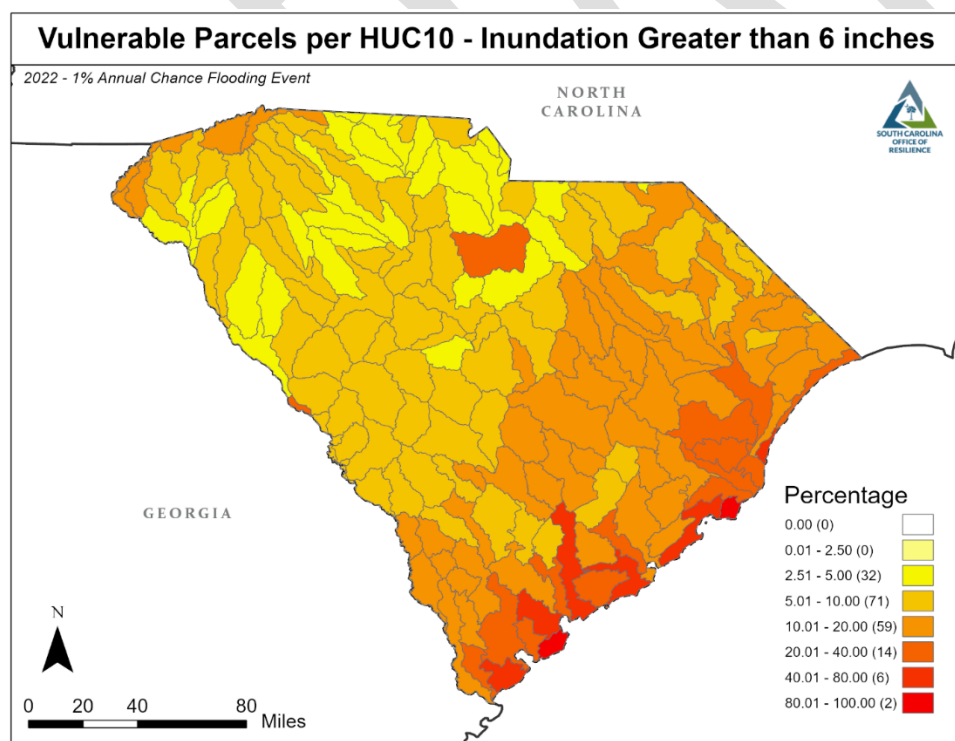 Vulnerable Parcels per HUC10 - Inundation Greater than 6 inches
2022 - 1% Annual Chance Flooding Event
NORTH
CAROLINA
SOUTH CAROLINA
OFFICE OF
RESILIENCE
GEORGIA
Percentage
0.00 (0)
0.01 - 2.50 (0)
2.51 - 5.00 (32)
5.01 - 10.00 (71)
10.01 - 20.00 (59)
20.01 - 40.00 (14)
40.01 - 80.00 (6)
80.01 - 100.00 (2)
N
0 20 40 80
Miles